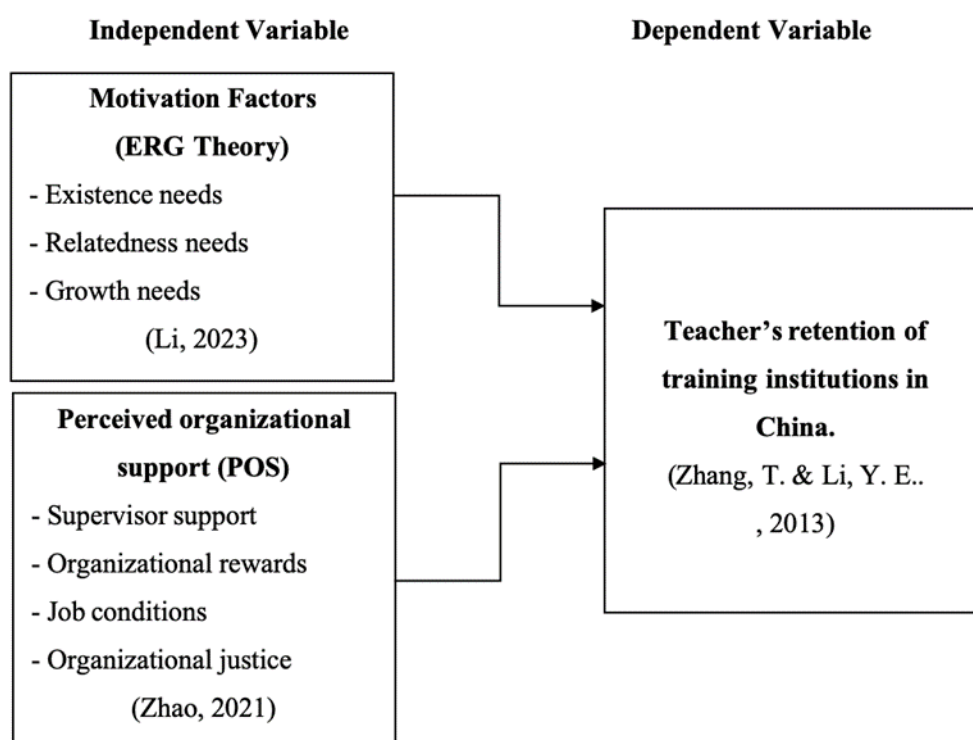 Independent Variable
Dependent Variable
Motivation Factors
(ERG Theory)
- Existence needs
- Relatedness needs
- Growth needs
(Li, 2023)
Perceived organizational
support (POS)
- Supervisor support
- Organizational rewards
- Job conditions
- Organizational justice
(Zhao, 2021)
Teacher’s retention of
training institutions in
China.
(Zhang, T. & Li, Y. E..
, 2013)